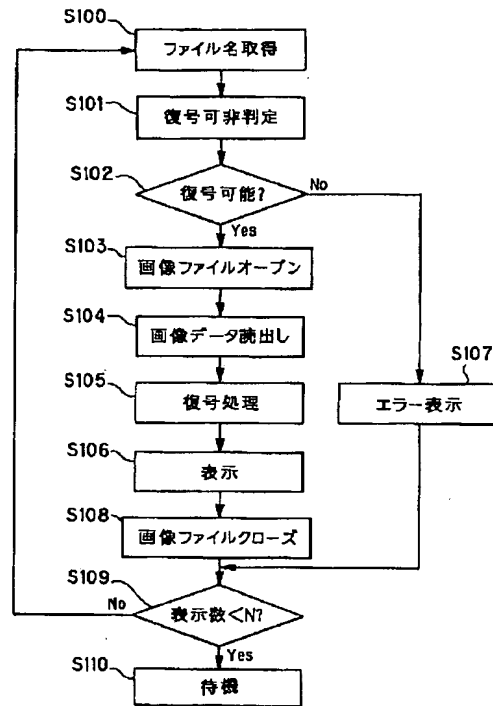 S100
ファイル名取得
S101
復号可非判定
S102
復号可能?
No
Yes
S103
画像ファイルオープン
S104
画像データ読出し
S107
S105
復号処理
エラー表示
S106
表示
S108
画像ファイルクローズ
S109
No
表示数<N?
Yes
S110
待機